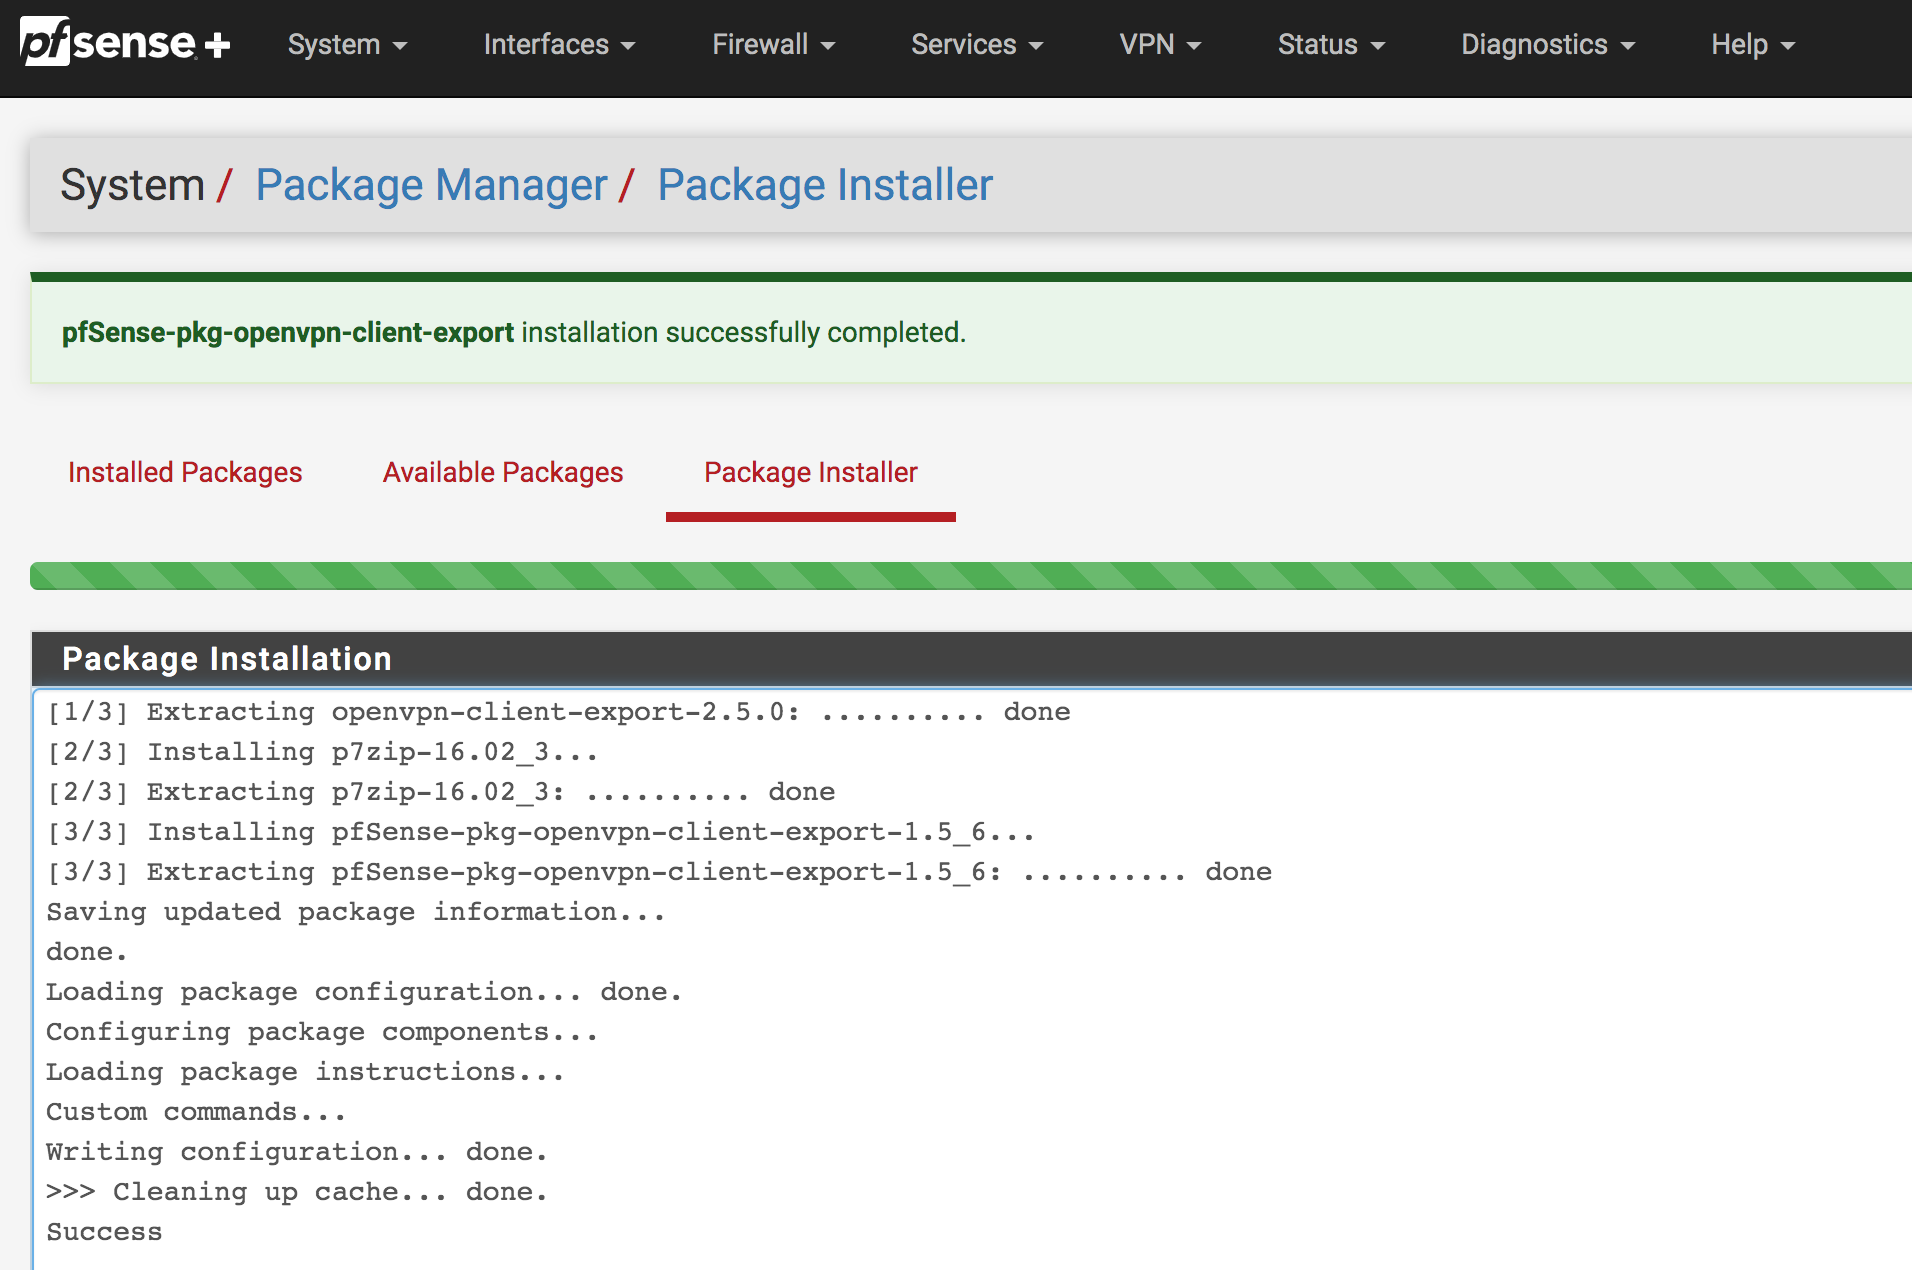 pfsense+ System Interfaces Firewall Services VPN Status Diagnostics Help
System / Package Manager / Package Installer
pfSense-pkg-openvpn-client-export installation successfully completed.
Installed Packages Available Packages Package Installer
Package Installation
[1/3] Extracting openvpn-client-export-2.5.0: .......... done
[2/3] Installing p7zip-16.02_3...
[2/3] Extracting p7zip-16.02_3: .......... done
[3/3] Installing pfSense-pkg-openvpn-client-export-1.5_6...
[3/3] Extracting pfSense-pkg-openvpn-client-export-1.5_6: .......... done
Saving updated package information...
done.
Loading package configuration... done.
Configuring package components...
Loading package instructions...
Custom commands...
Writing configuration... done.
>>> Cleaning up cache... done.
Success